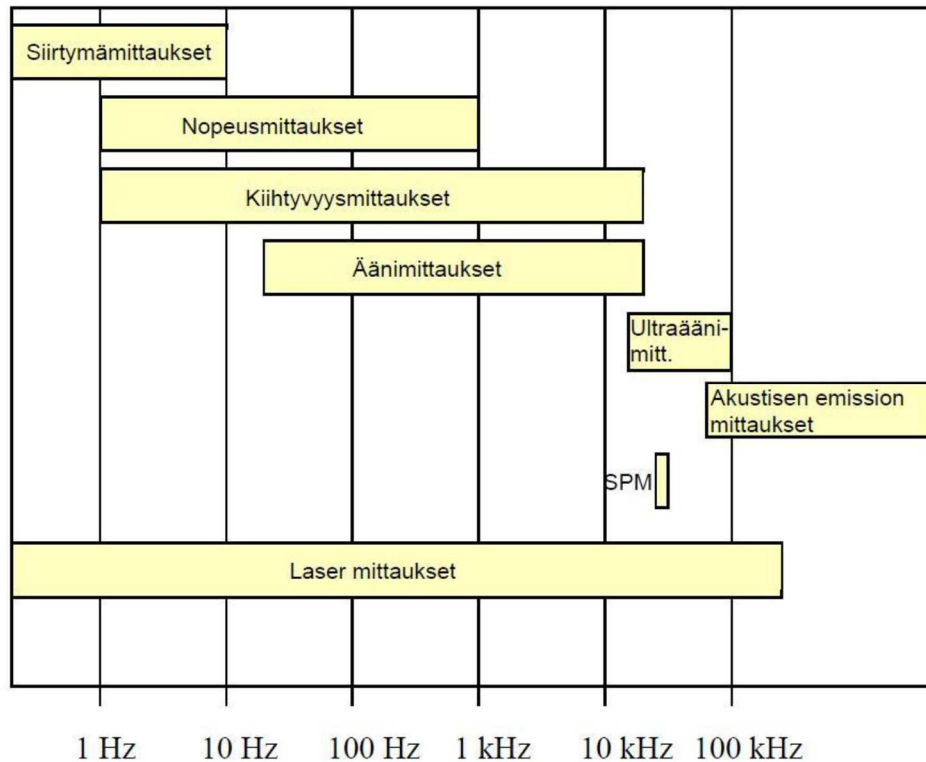 Siirtymämittaukset
Nopeusmittaukset
Kiihtyvyysmittaukset
Äänimittaukset
Ultraääni-
mitt.
Akustisen emission
mittaukset
SPM
Laser mittaukset
1 Hz 10 Hz 100 Hz 1 kHz 10 kHz 100 kHz